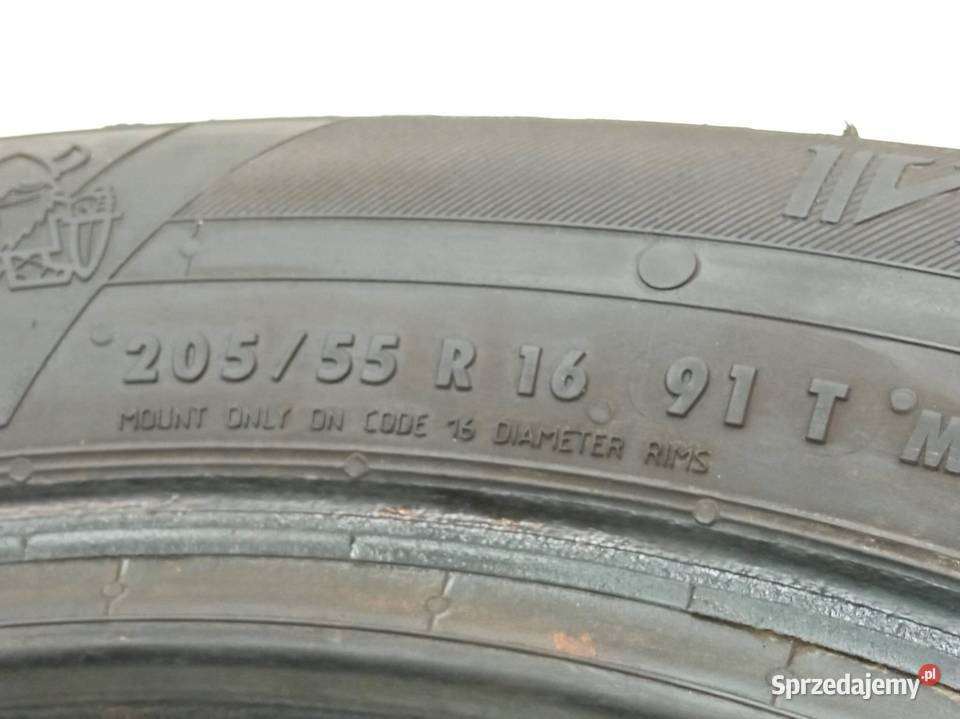 205/55 R 16 91 T M
MOUNT ONLY ON CODE 16 DIAMETER RIMS
Sprzedajemy.pl